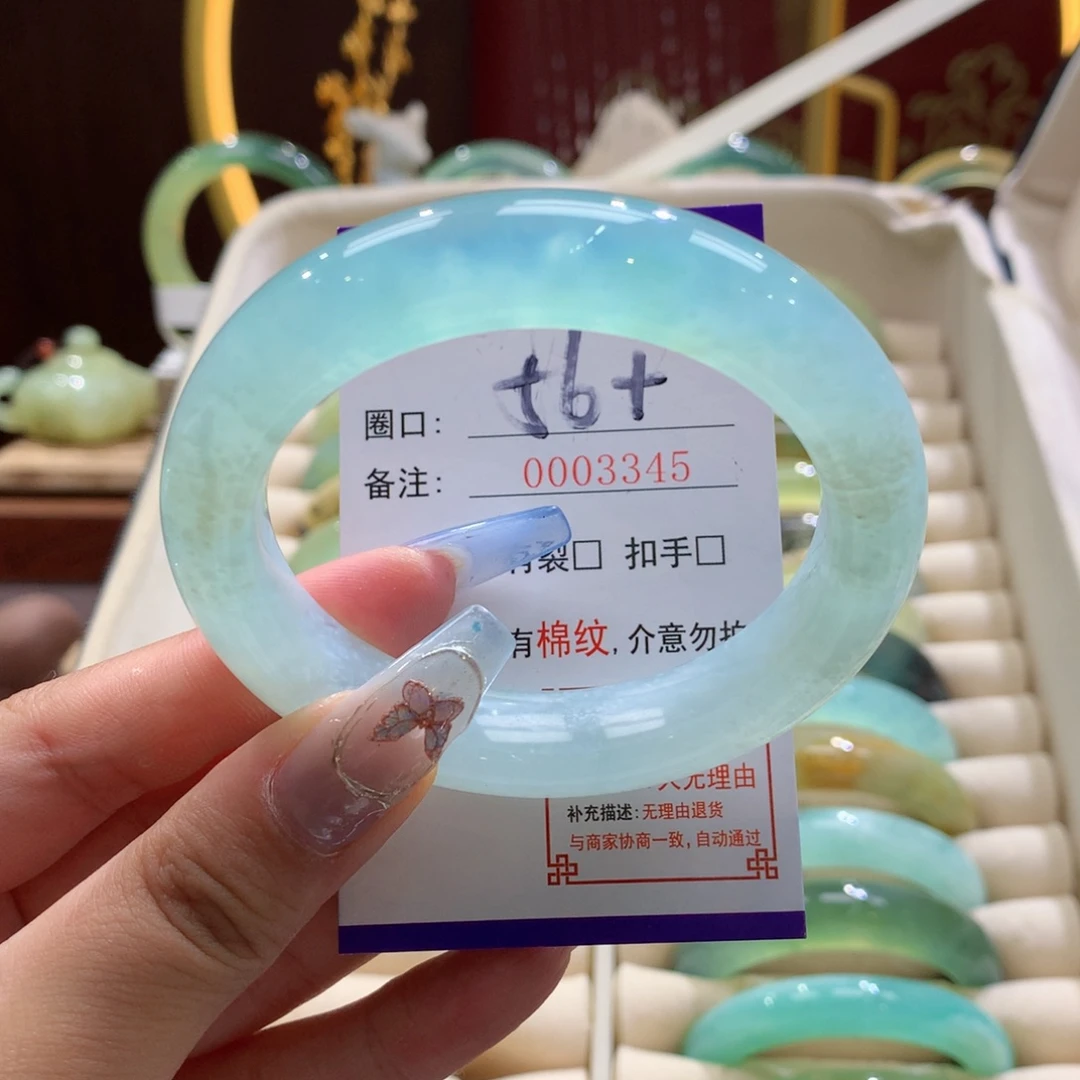 圈口: 56+
备注: 0003345
裂□ 扣手□
有棉纹, 介意勿拍
无理由
补充描述: 无理由退货
与商家协商一致, 自动通过